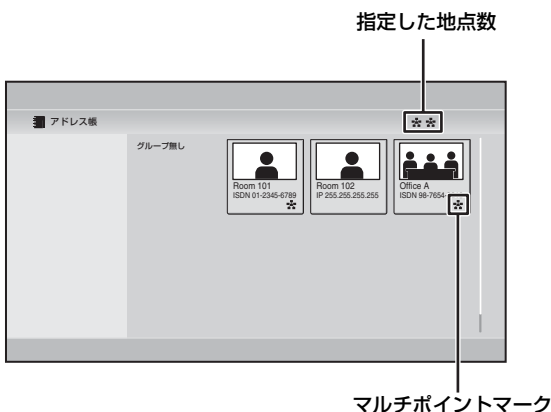 指定した地点数
アドレス帳
グループ無し
Room 101
ISDN 01-2345-6789
Room 102
IP 255.255.255.255
Office A
ISDN 98-7654-
マルチポイントマーク